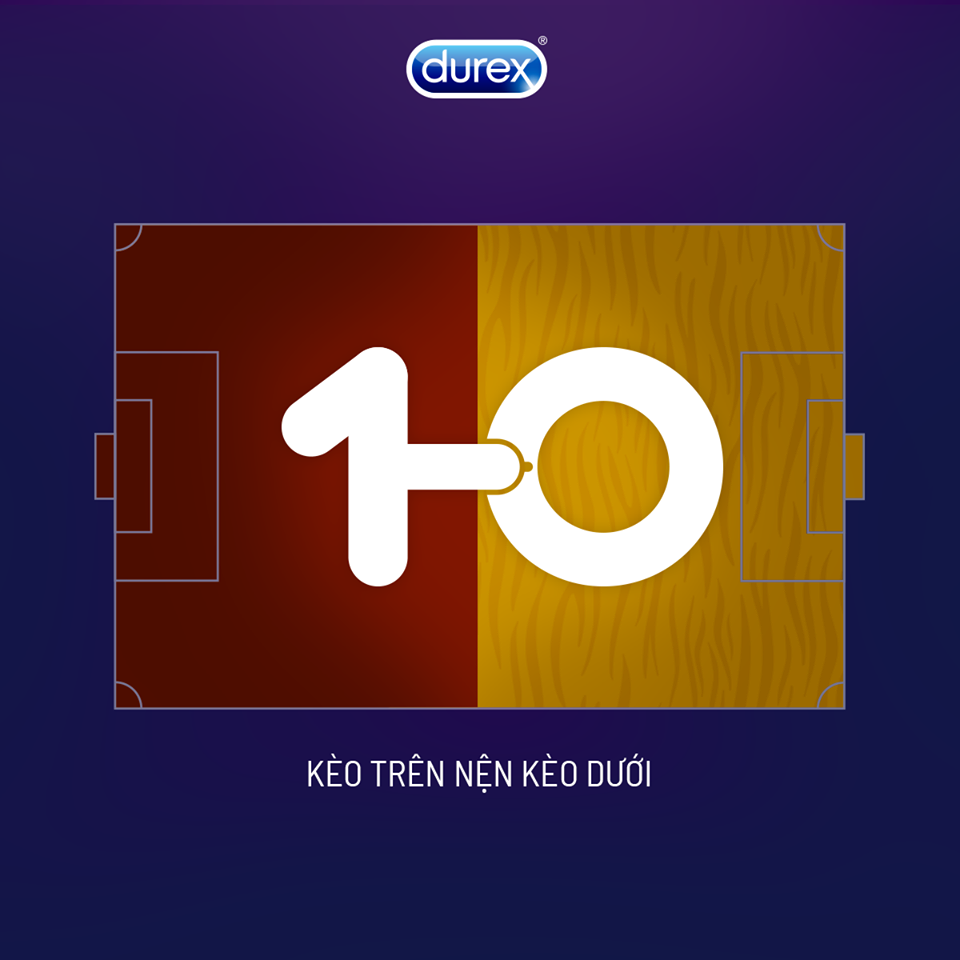 durex®
1-0
KÈO TRÊN NỆN KÈO DƯỚI